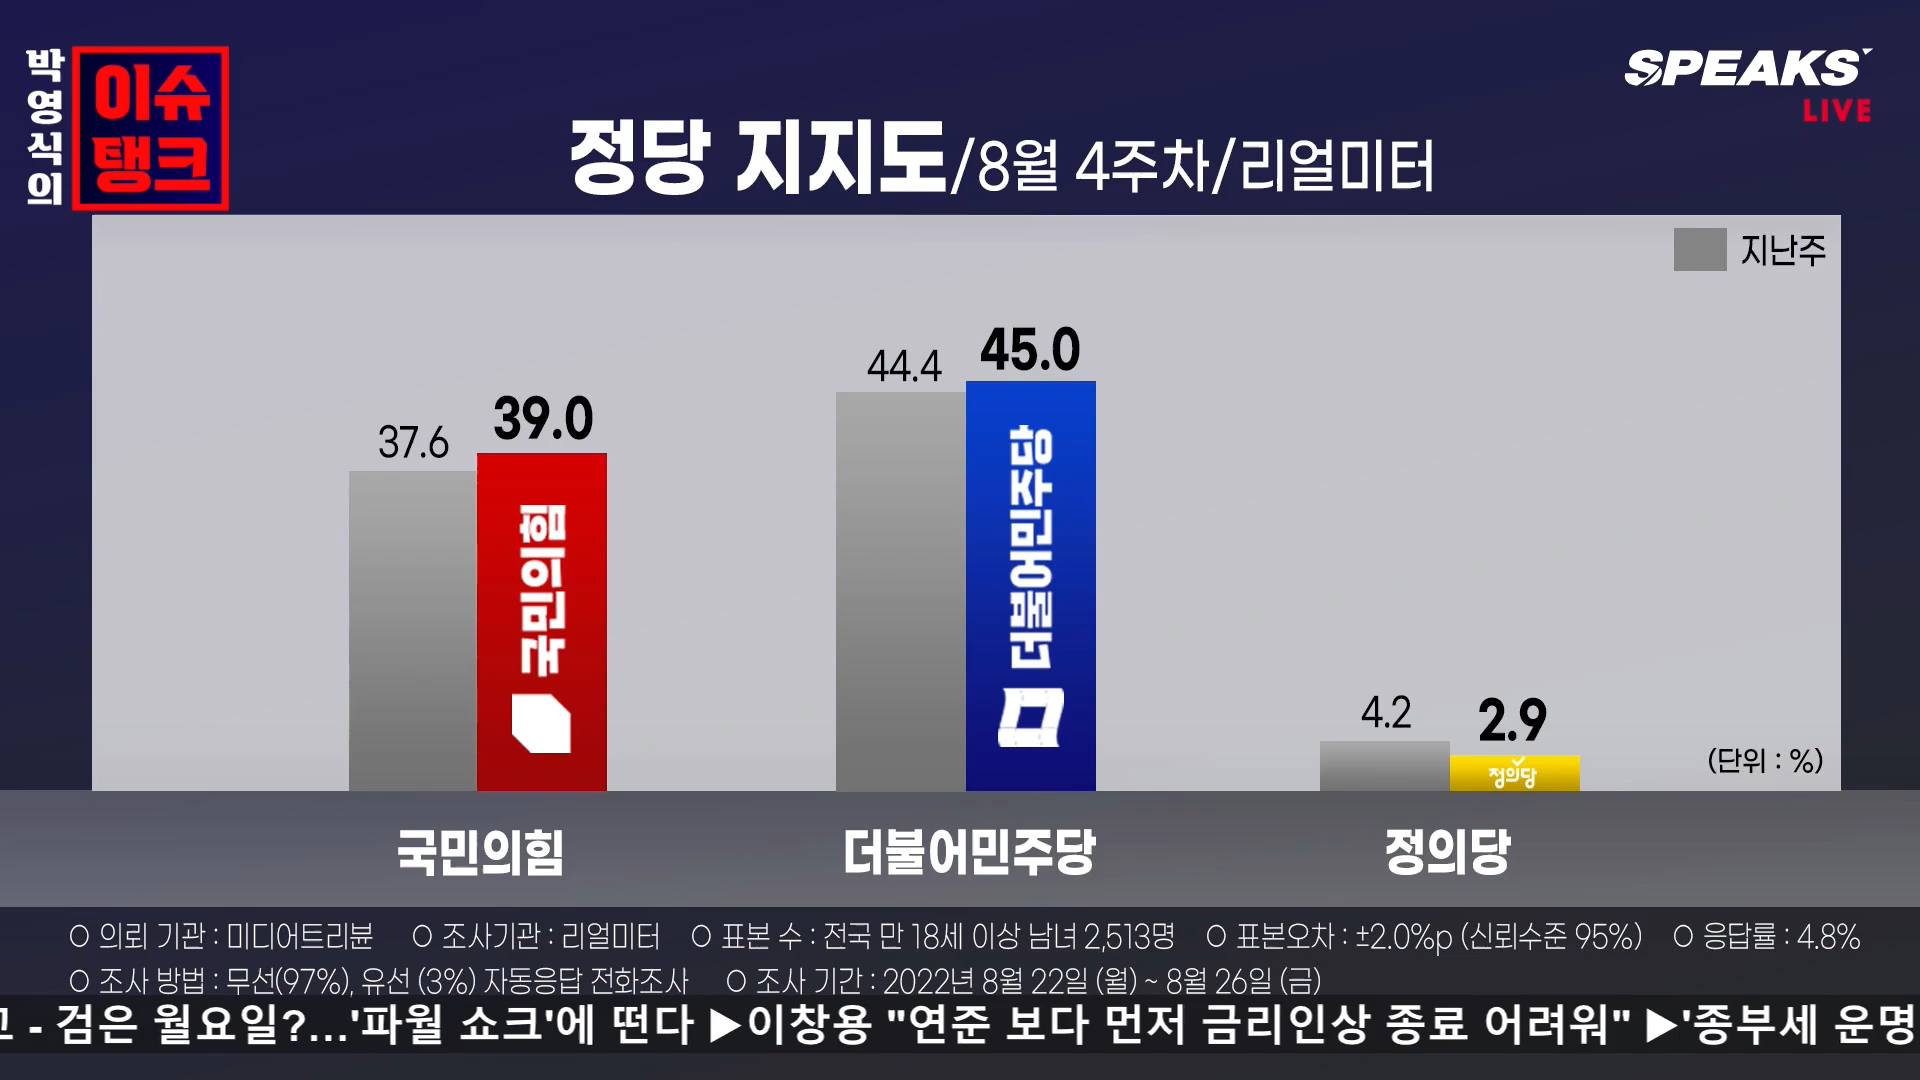 박영식의
이슈
탱크
SPEAKS
LIVE
정당 지지도/8월 4주차/리얼미터
지난주
37.6
39.0
44.4
45.0
4.2
2.9
국민의힘
더불어민주당
정의당
(단위 : %)
국민의힘
더불어민주당
정의당
○ 의뢰 기관 : 미디어트리뷴 ○ 조사기관 : 리얼미터 ○ 표본 수 : 전국 만 18세 이상 남녀 2,513명 ○ 표본오차 : ±2.0%p (신뢰수준 95%) ○ 응답률 : 4.8%
○ 조사 방법 : 무선(97%), 유선 (3%) 자동응답 전화조사 ○ 조사 기간 : 2022년 8월 22일 (월) ~ 8월 26일 (금)
- 검은 월요일?...'파월 쇼크'에 떤다 ▶이창용 "연준 보다 먼저 금리인상 종료 어려워" ▶'종부세 운명